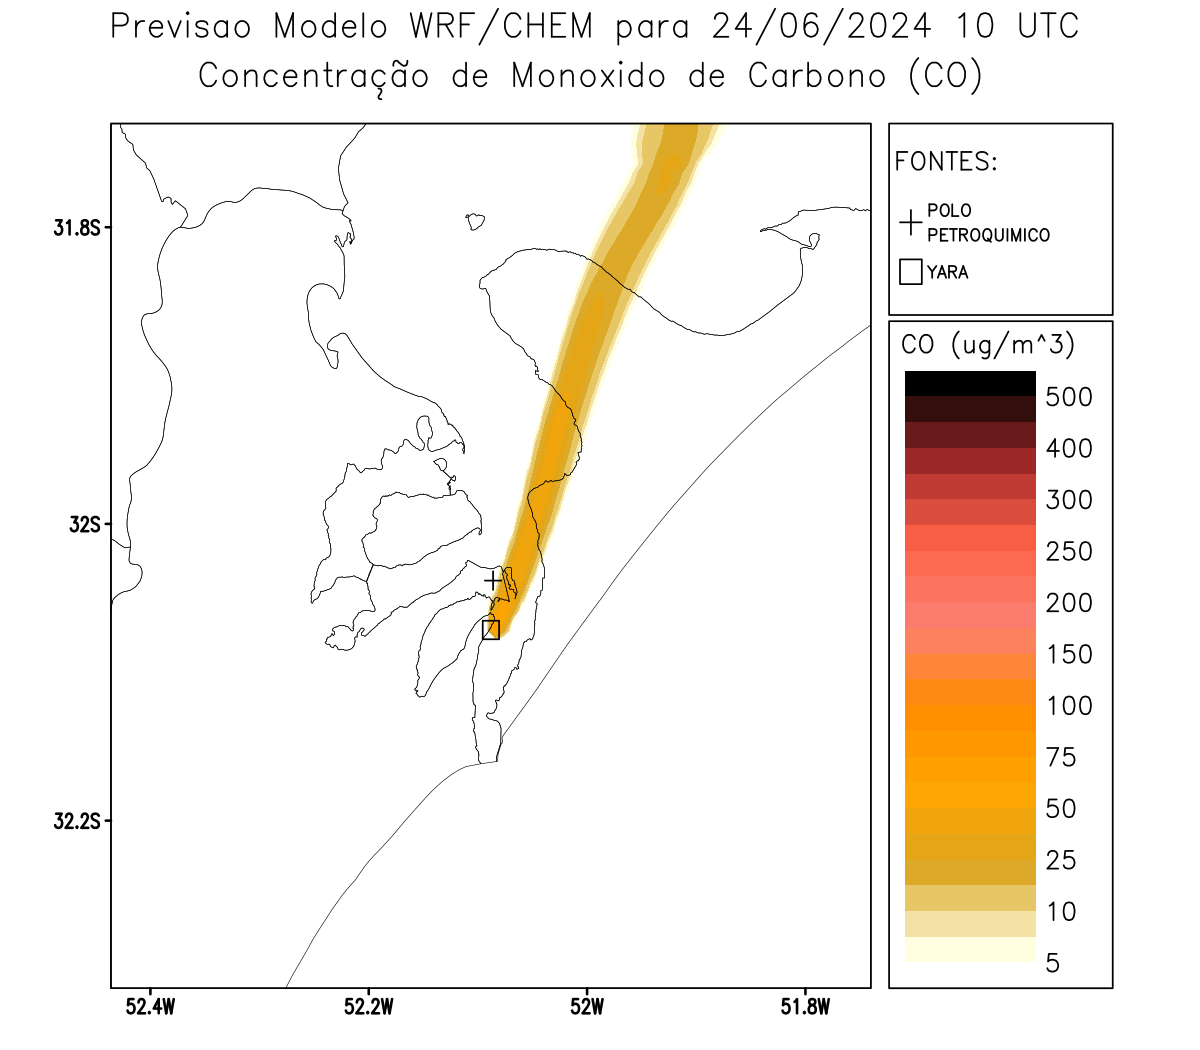 Previsao Modelo WRF/CHEM para 24/06/2024 10 UTC
Concentração de Monoxido de Carbono (CO)
FONTES:
POLO
PETROQUIMICO
YARA
CO (ug/m^3)
500
400
300
250
200
150
100
75
50
25
10
5
31.8S
32S
32.2S
52.4W
52.2W
52W
51.8W